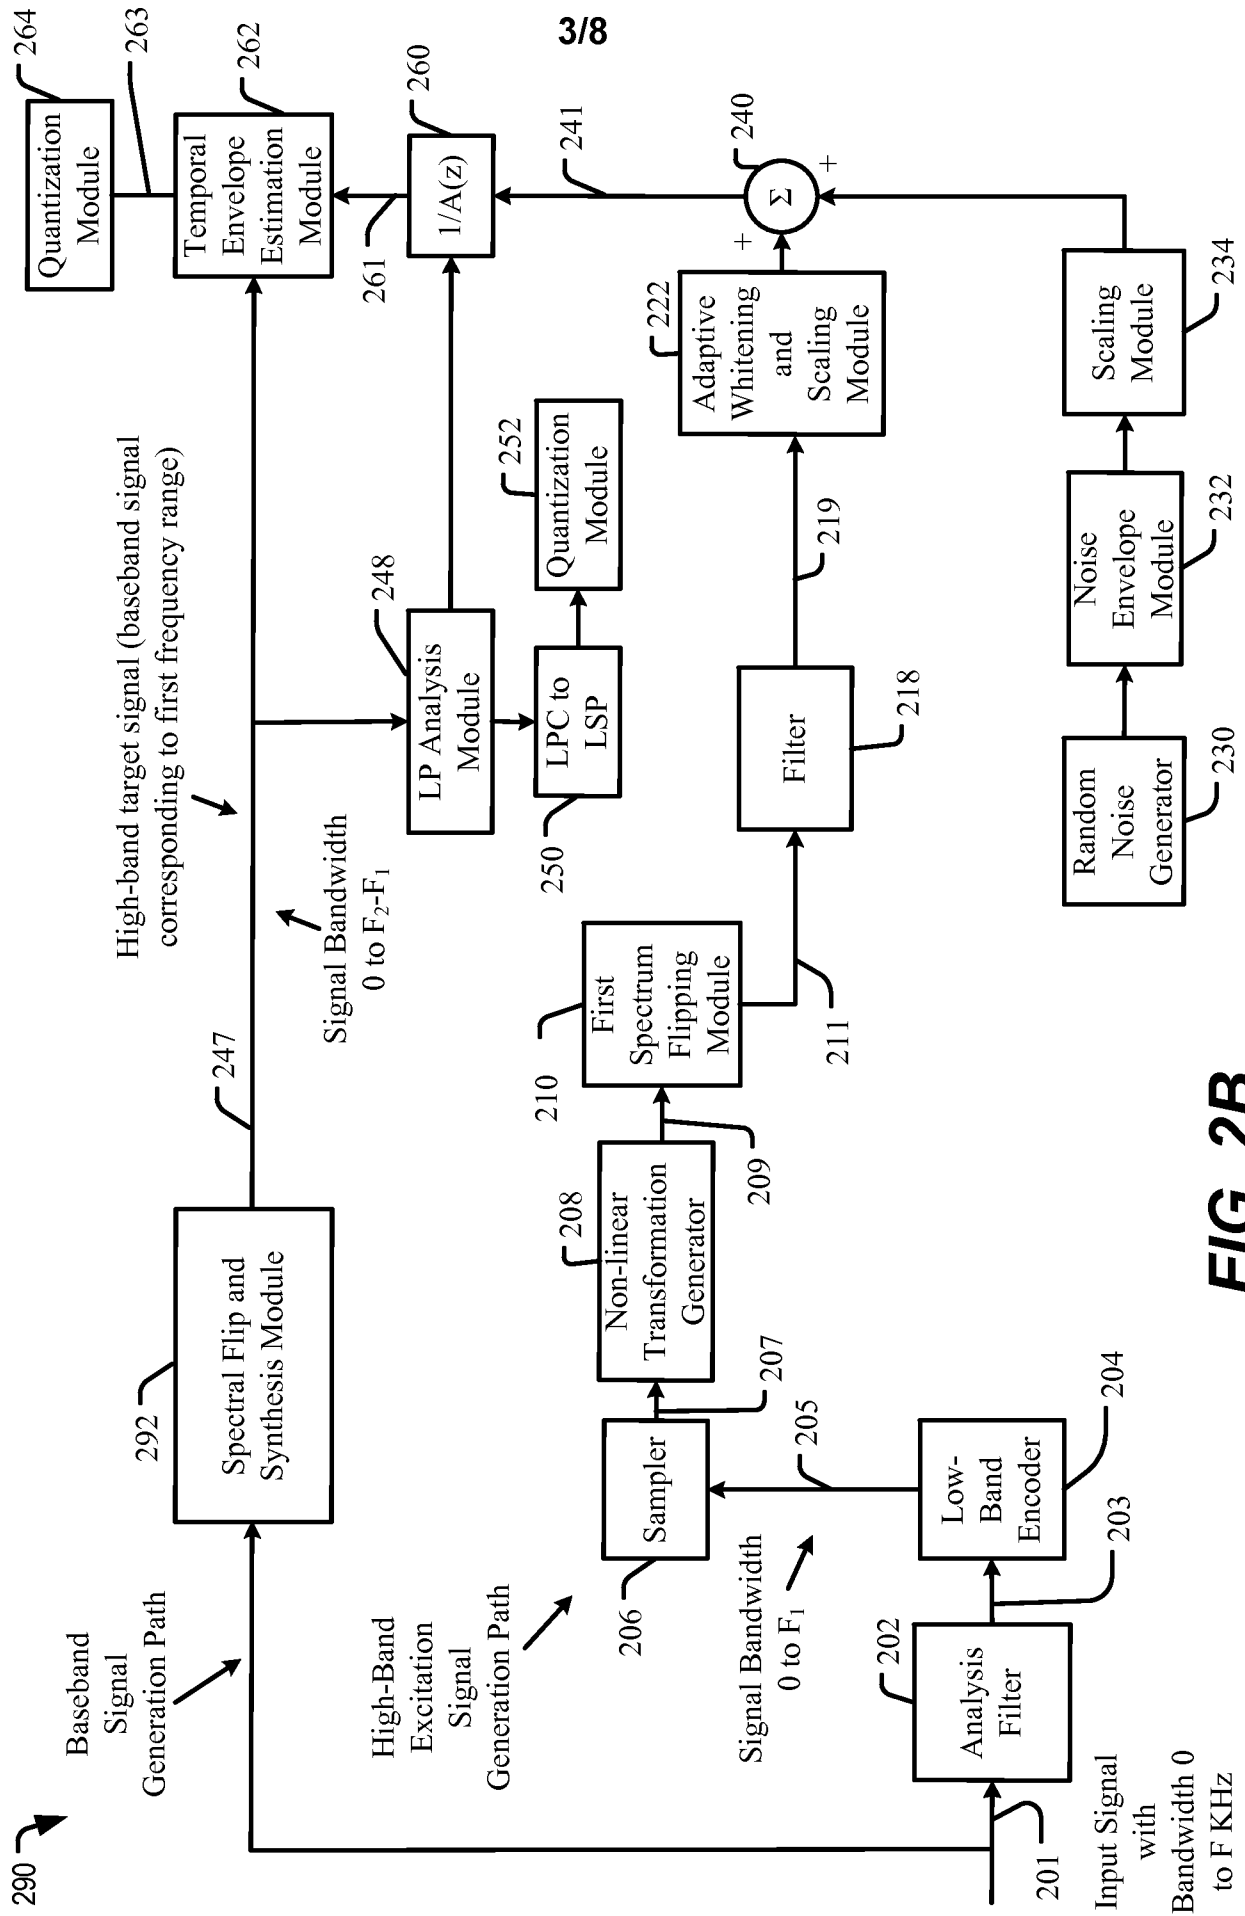 3/8
290
Baseband
Signal
Generation Path
292
Spectral Flip and
Synthesis Module
247
High-band target signal (baseband signal
corresponding to first frequency range)
Signal Bandwidth
0 to F2-F1
264
Quantization
Module
263
262
Temporal
Envelope
Estimation
Module
261
260
1/A(z)
248
LP Analysis
Module
250
LPC to
LSP
252
Quantization
Module
241
240
Σ
+
+
High-Band
Excitation
Signal
Generation Path
201
Input Signal
with
Bandwidth 0
to F KHz
202
Analysis
Filter
203
204
Low-
Band
Encoder
205
Signal Bandwidth
0 to F1
206
Sampler
207
208
Non-linear
Transformation
Generator
209
210
First
Spectrum
Flipping
Module
211
Filter
218
219
222
Adaptive
Whitening
and
Scaling
Module
Random
Noise
Generator
230
Noise
Envelope
Module
232
Scaling
Module
234
FIG. 2B